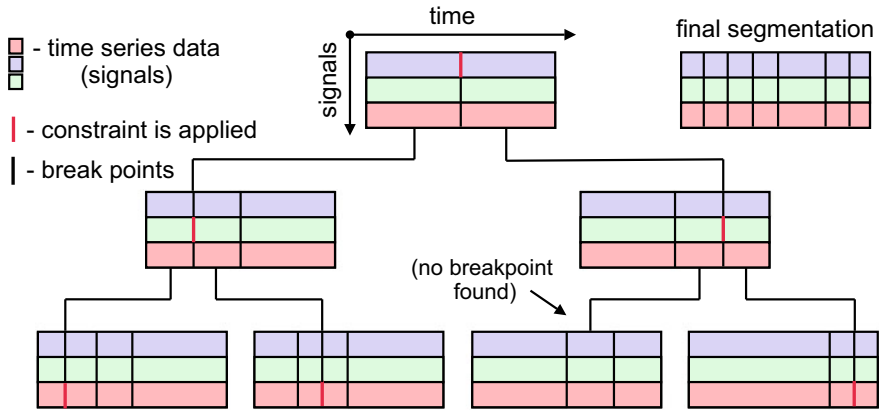 time
final segmentation
- time series data
(signals)
signals
- constraint is applied
- break points
(no breakpoint
found)